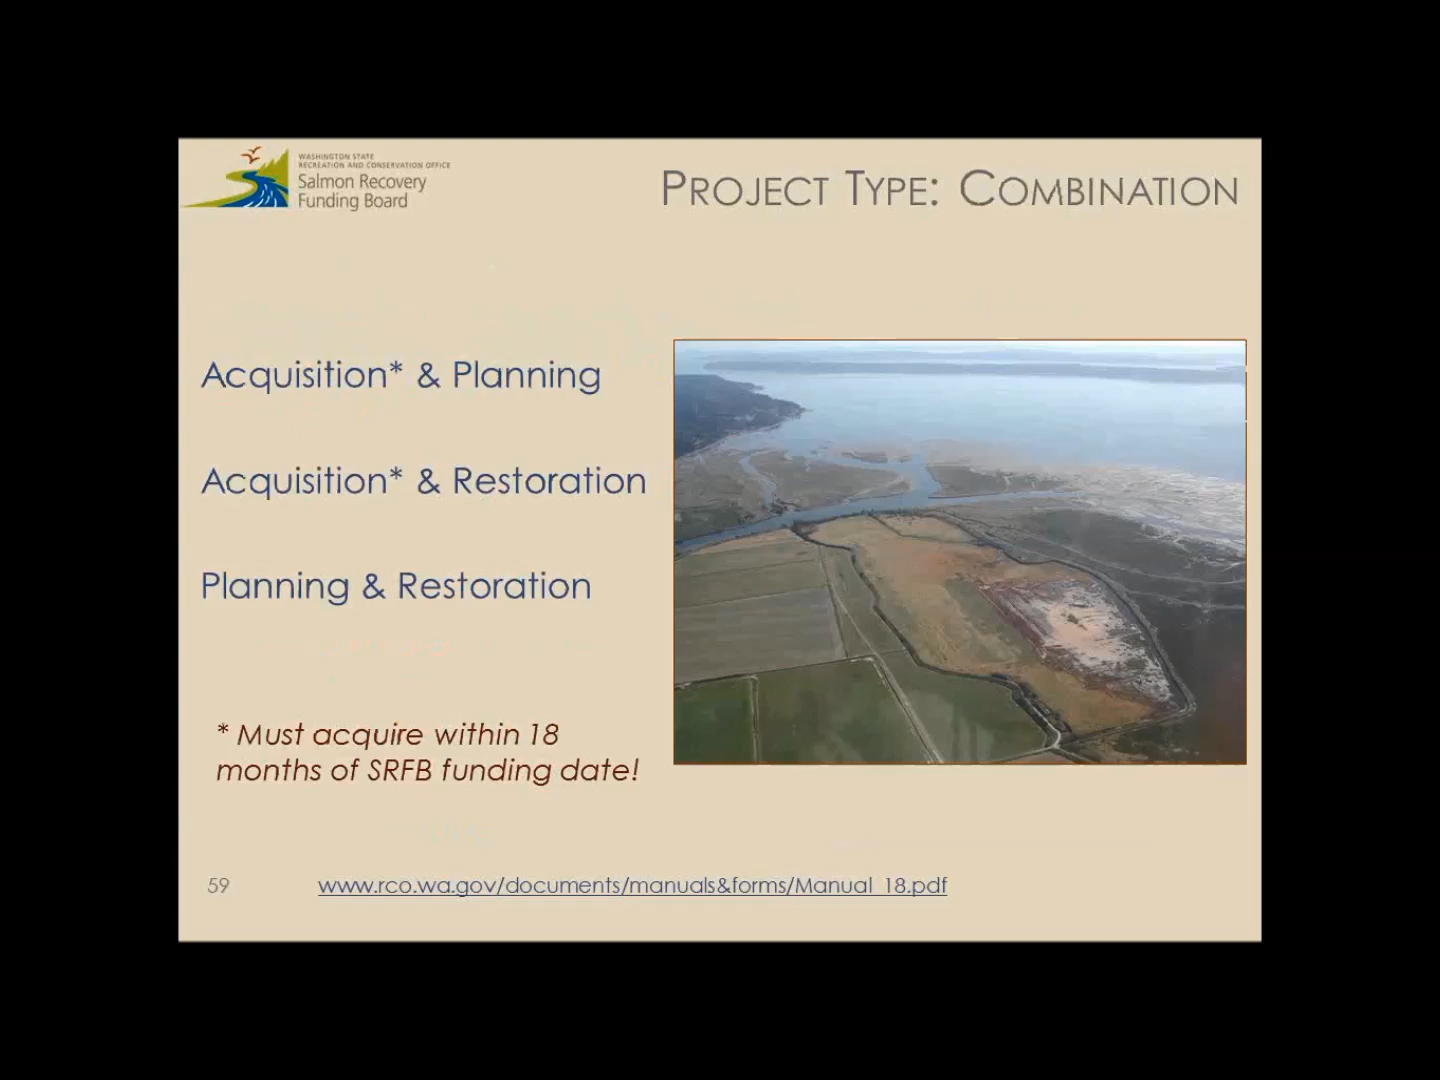 WASHINGTON STATE
RECREATION AND CONSERVATION OFFICE
Salmon Recovery
Funding Board
PROJECT TYPE: COMBINATION
Acquisition* & Planning
Acquisition* & Restoration
Planning & Restoration
* Must acquire within 18
months of SRFB funding date!
59
www.rco.wa.gov/documents/manuals&forms/Manual_18.pdf